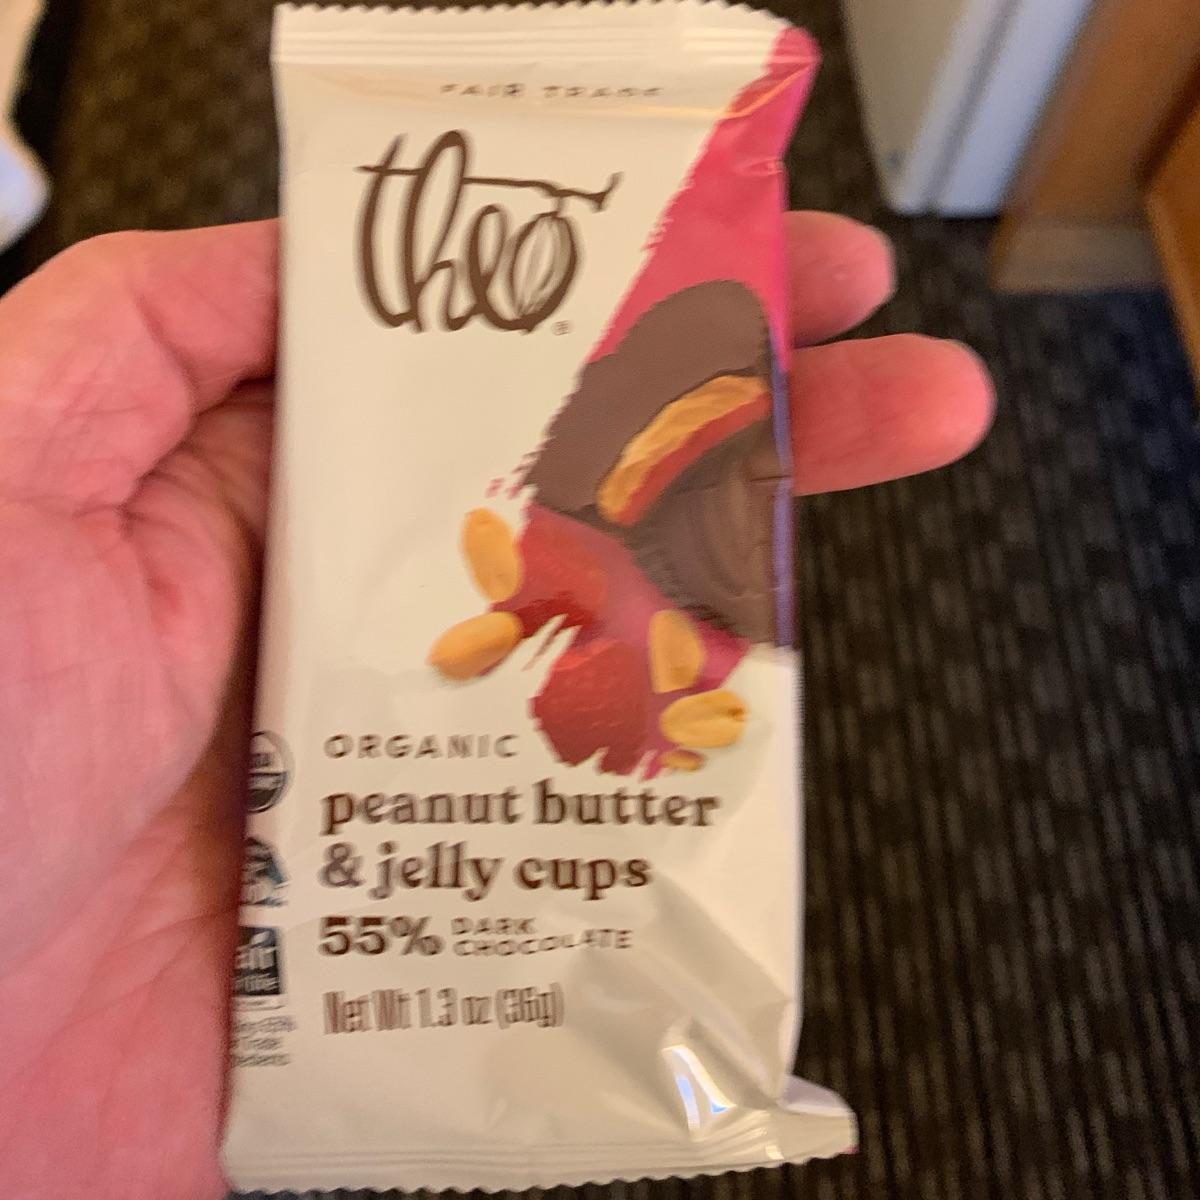 FAIR TRADE
theo®
ORGANIC
peanut butter
& jelly cups
55% DARK
CHOCOLATE
Net Wt 1.3 oz (36g)